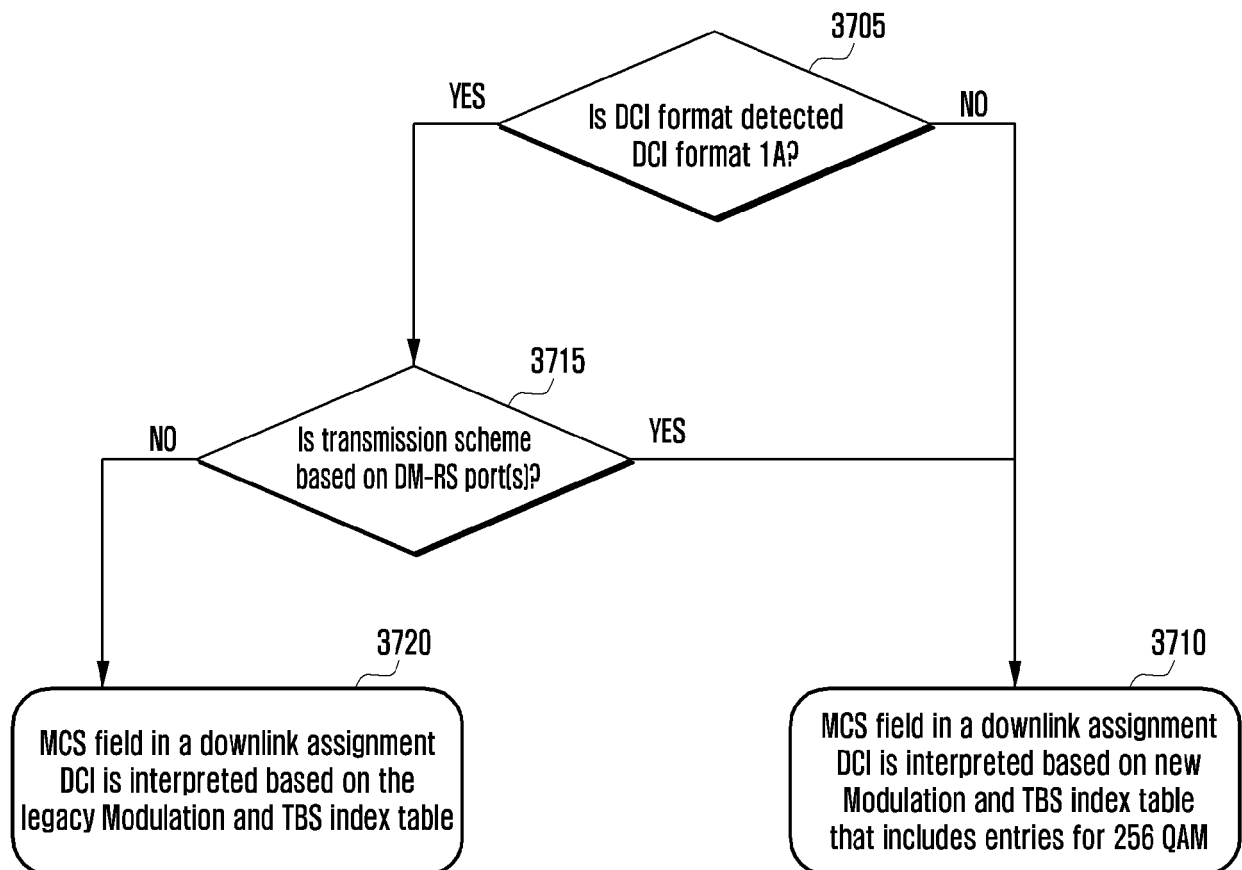 3705
YES
NO
Is DCI format detected
DCI format 1A?
3715
NO
YES
Is transmission scheme
based on DM-RS port(s)?
3720
3710
MCS field in a downlink assignment
DCI is interpreted based on the
legacy Modulation and TBS index table
MCS field in a downlink assignment
DCI is interpreted based on new
Modulation and TBS index table
that includes entries for 256 QAM